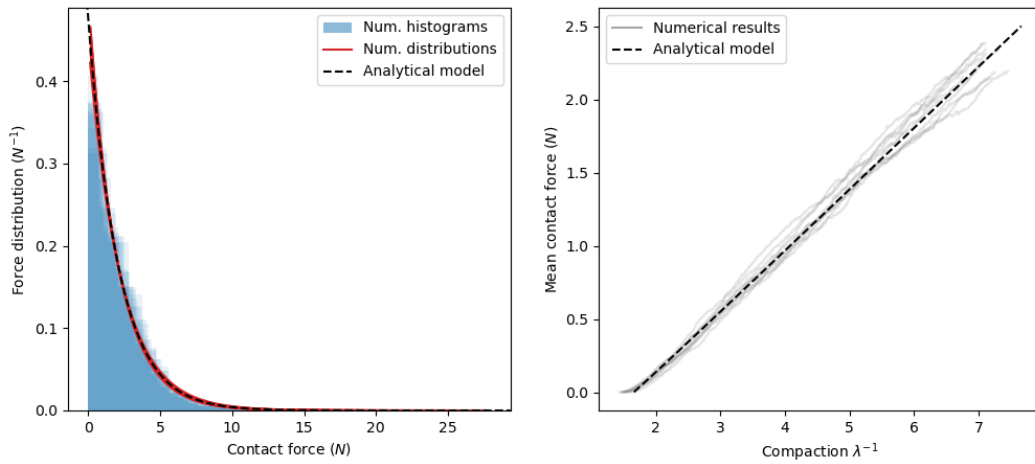 Num. histograms
Num. distributions
Analytical model
0.4
0.3
0.2
0.1
0.0
Force distribution (N⁻¹)
0 5 10 15 20 25
Contact force (N)
Numerical results
Analytical model
2.5
2.0
1.5
1.0
0.5
0.0
Mean contact force (N)
2 3 4 5 6 7
Compaction λ⁻¹